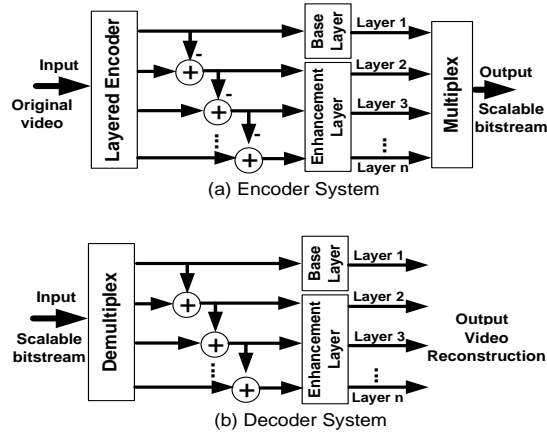 Input
Original video
Layered Encoder
-
+
-
+
-
+
Base Layer
Enhancement Layer
Layer 1
Layer 2
Layer 3
Layer n
Multiplex
Output
Scalable bitstream
(a) Encoder System
Input
Scalable bitstream
Demultiplex
+
+
+
Base Layer
Enhancement Layer
Layer 1
Layer 2
Layer 3
Layer n
Output
Video
Reconstruction
(b) Decoder System